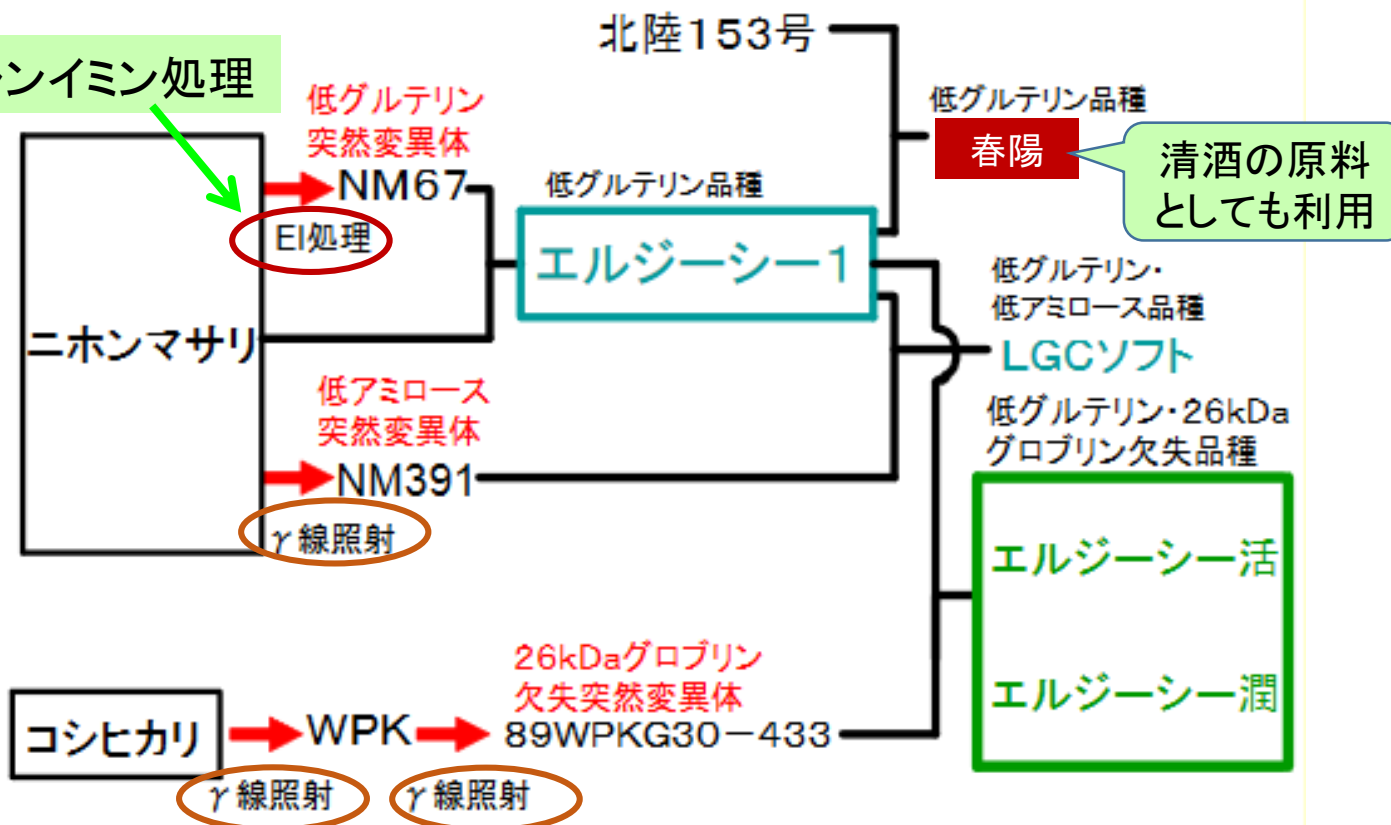 北陸153号
ンイミン処理
低グルテリン
突然変異体
NM67
EI処理
低グルテリン品種
エルジーシー1
低グルテリン品種
春陽
清酒の原料
としても利用
ニホンマサリ
低グルテリン・
低アミロース品種
LGCソフト
低アミロース
突然変異体
NM391
γ線照射
低グルテリン・26kDa
グロブリン欠失品種
エルジーシー活
エルジーシー潤
コシヒカリ
WPK
26kDaグロブリン
欠失突然変異体
89WPKG30-433
γ線照射
γ線照射